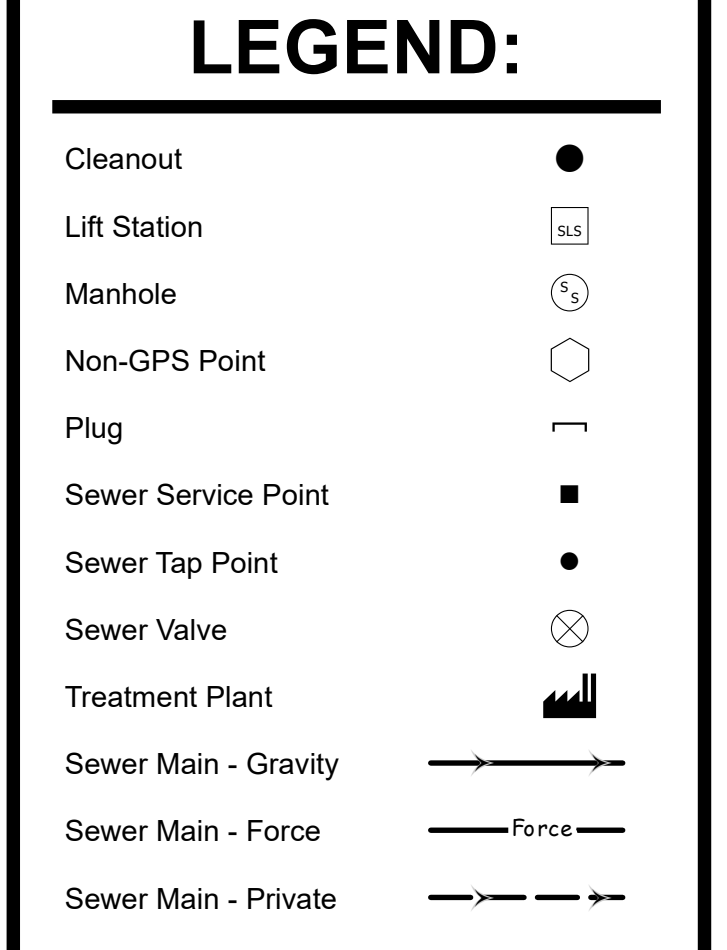 LEGEND:
Cleanout
Lift Station SLS
Manhole S S
Non-GPS Point
Plug
Sewer Service Point
Sewer Tap Point
Sewer Valve
Treatment Plant
Sewer Main - Gravity
Sewer Main - Force Force
Sewer Main - Private